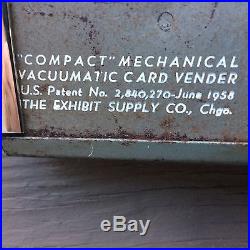 "COMPACT" MECHANICAL
VACUUMATIC CARD VENDER
U.S. Patent No. 2,840,270-June 1958
THE EXHIBIT SUPPLY CO., Chgo.